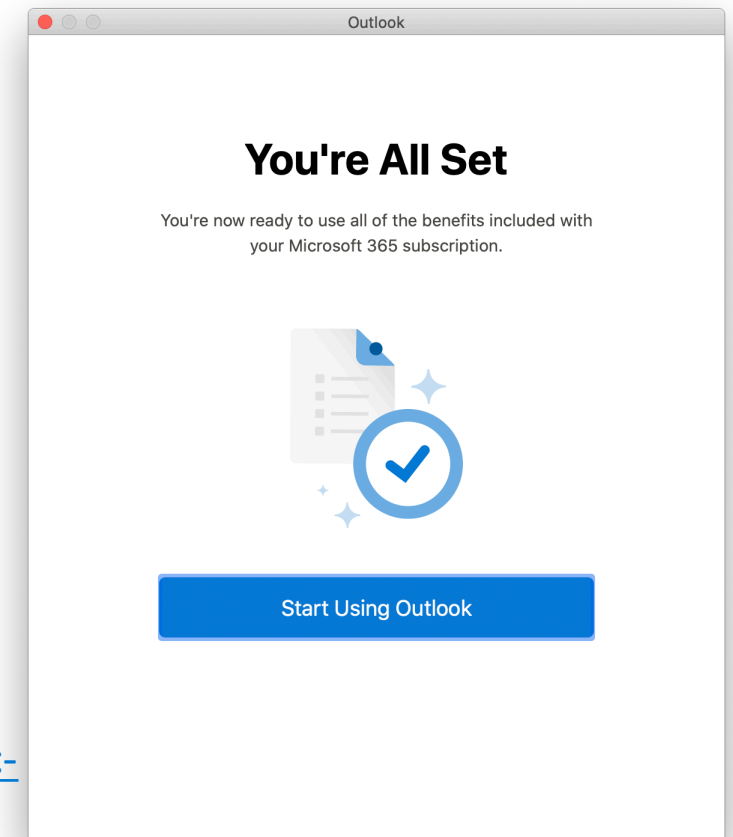 Outlook
You're All Set
You're now ready to use all of the benefits included with
your Microsoft 365 subscription.
Start Using Outlook